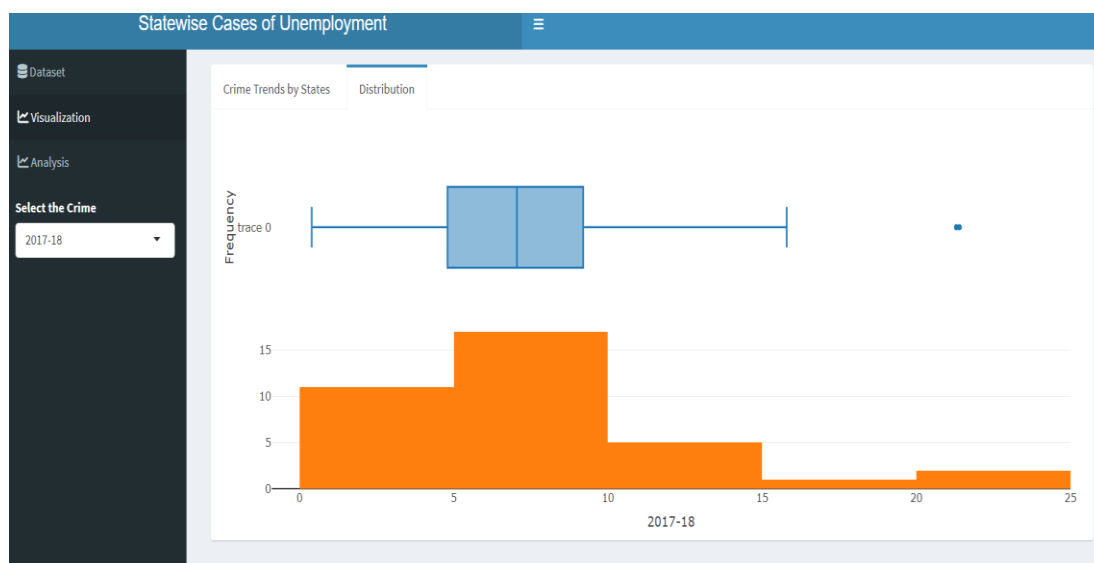 Statewise Cases of Unemployment
Dataset
Visualization
Analysis
Select the Crime
2017-18
Crime Trends by States
Distribution
Frequency
trace 0
15
10
5
0
0 5 10 15 20 25
2017-18